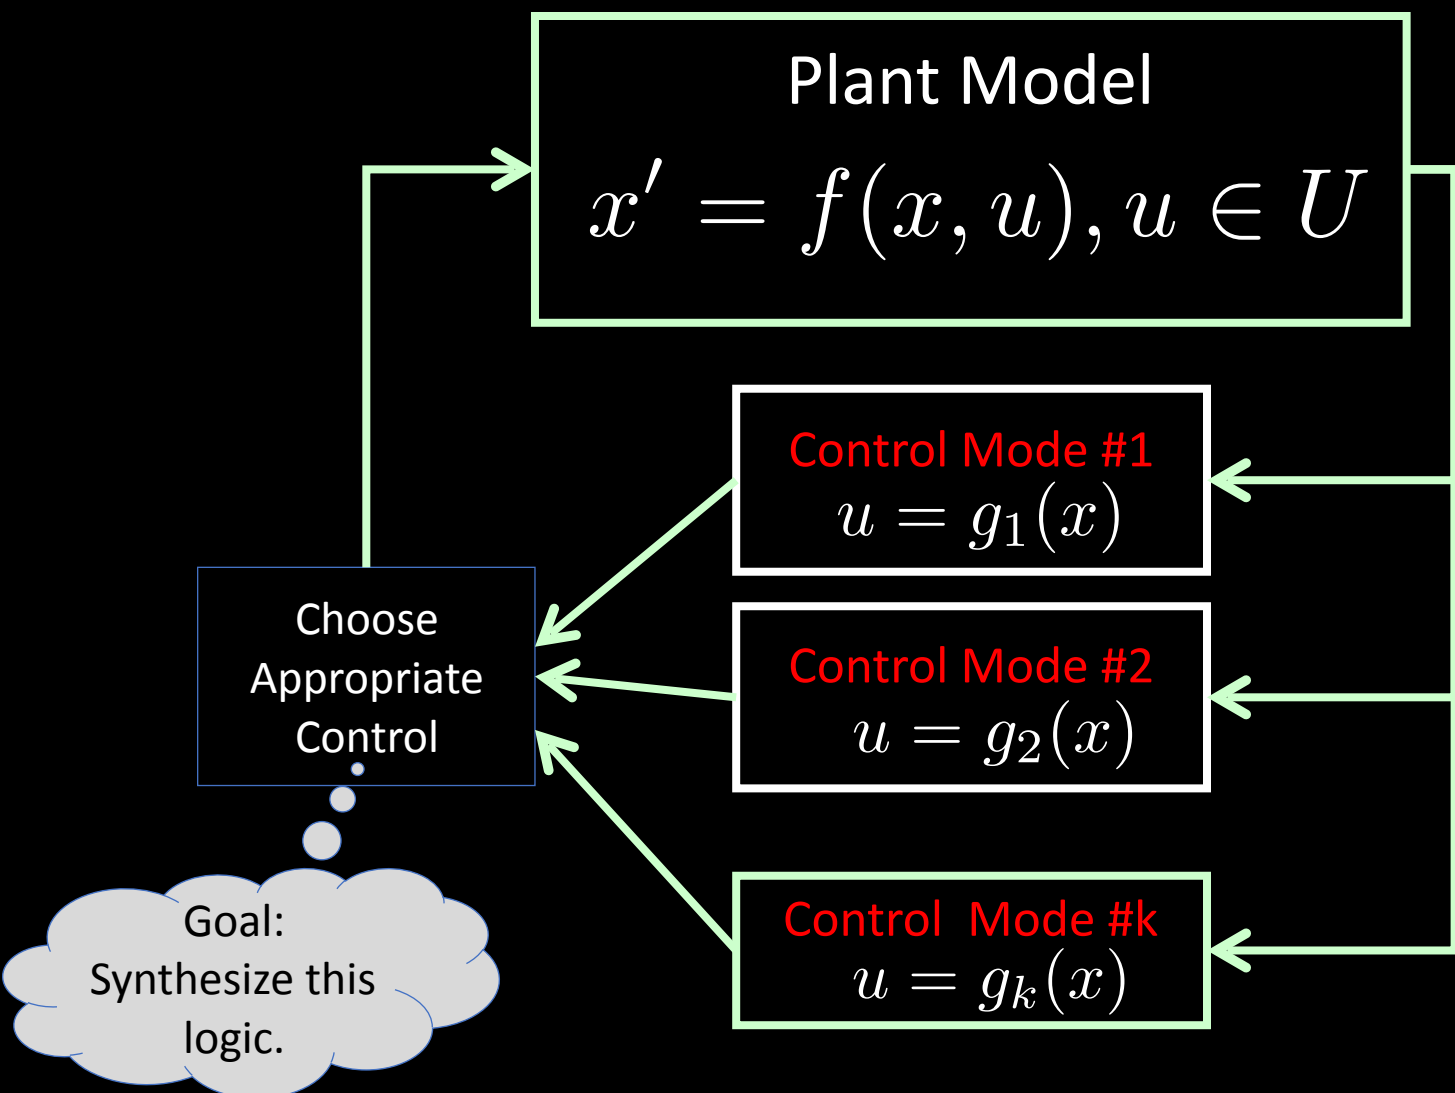 Plant Model
x′ = f(x, u), u ∈ U
Control Mode #1
u = g₁(x)
Choose
Appropriate
Control
Control Mode #2
u = g₂(x)
Control Mode #k
u = gₖ(x)
Goal:
Synthesize this
logic.